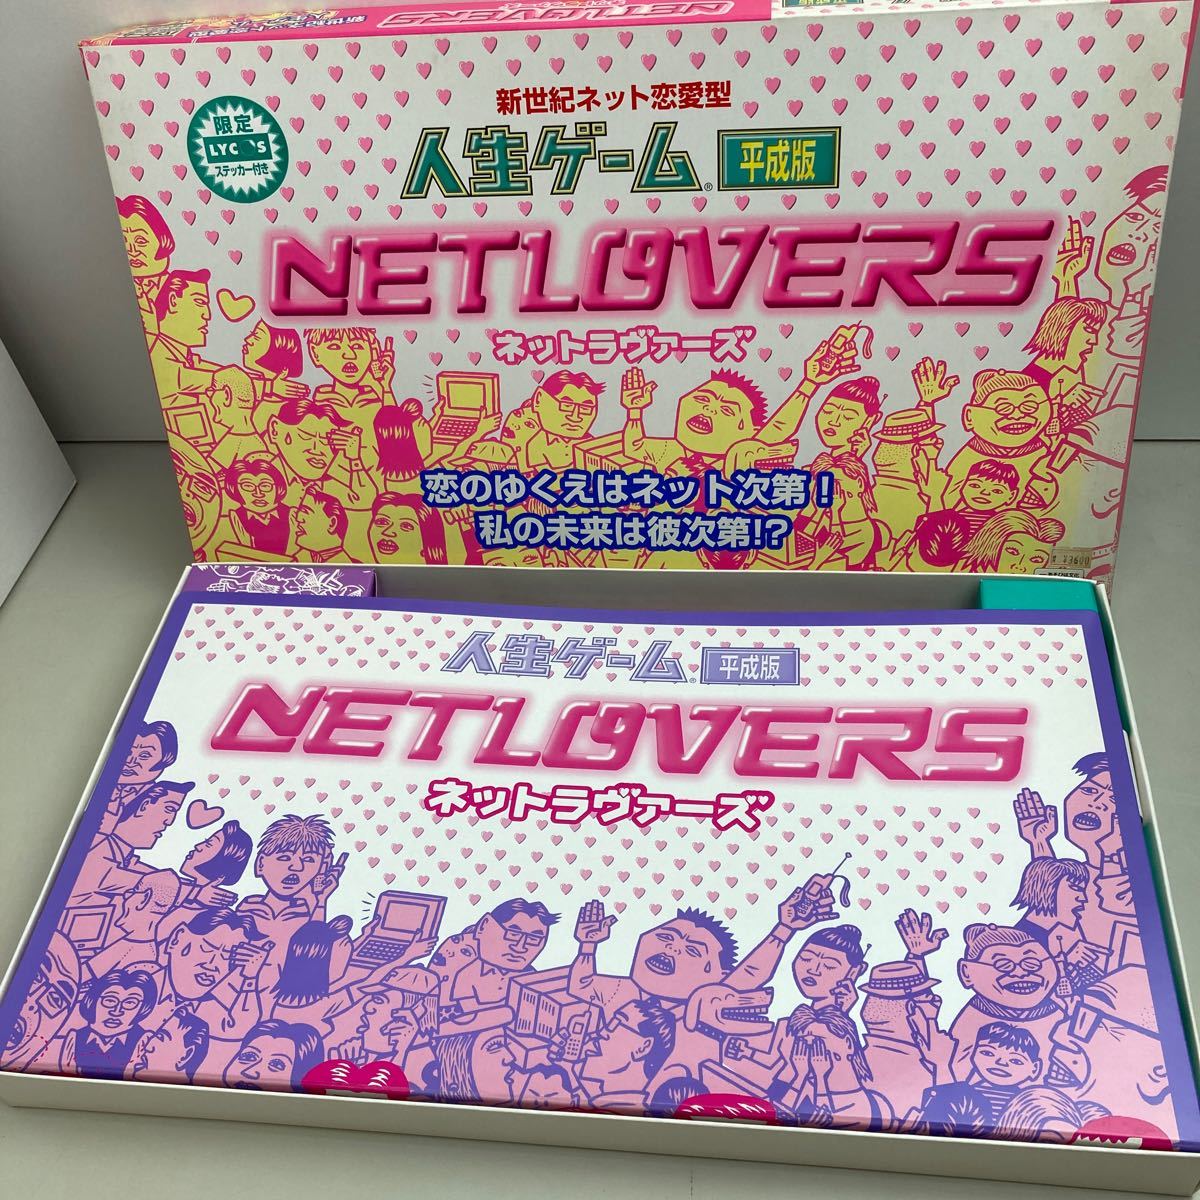 NETLOVERS
新世紀ネット恋愛型
限定
LYCOS
ステッカー付き
人生ゲーム® 平成版
NETLOVERS
ネットラヴァーズ
恋のゆくえはネット次第!
私の未来は彼次第!?
¥3600
人生ゲーム® 平成版
NETLOVERS
ネットラヴァーズ